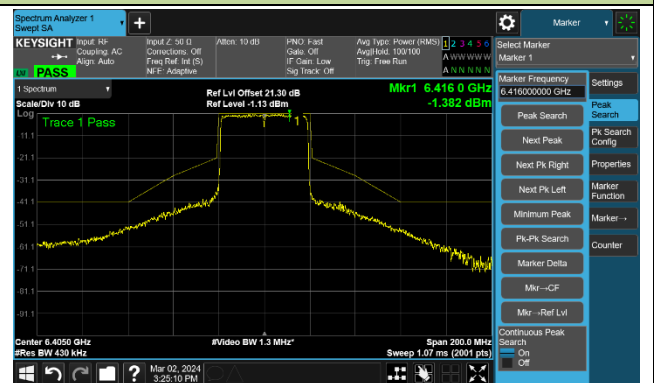 Spectrum Analyzer 1
Swept SA
Marker
KEYSIGHT
Input: RF
Coupling: AC
Align: Auto
Input Z: 50 Ω
Corrections: Off
Freq Ref: Int (S)
NFE: Adaptive
Atten: 10 dB
PNO: Fast
Gate: Off
IF Gain: Low
Sig Track: Off
Avg Type: Power (RMS)
Avg|Hold: 100/100
Trig: Free Run
1 2 3 4 5 6
A W W W W W
A N N N N N
LNI PASS
Select Marker
Marker 1
1 Spectrum
Scale/Div 10 dB
Ref Lvl Offset 21.30 dB
Ref Level -1.13 dBm
Mkr1 6.416 0 GHz
-1.382 dBm
Log
Trace 1 Pass
1
-11.1
-21.1
-31.1
-41.1
-51.1
-61.1
-71.1
-81.1
-91.1
Center 6.4050 GHz
#Res BW 430 kHz
#Video BW 1.3 MHz*
Span 200.0 MHz
Sweep 1.07 ms (2001 pts)
Marker Frequency
6.416000000 GHz
Peak Search
Next Peak
Next Pk Right
Next Pk Left
Minimum Peak
Pk-Pk Search
Marker Delta
Mkr→CF
Mkr→Ref Lvl
Continuous Peak
Search
On
Off
Settings
Peak
Search
Pk Search
Config
Properties
Marker
Function
Marker→
Counter
Mar 02, 2024
3:25:10 PM